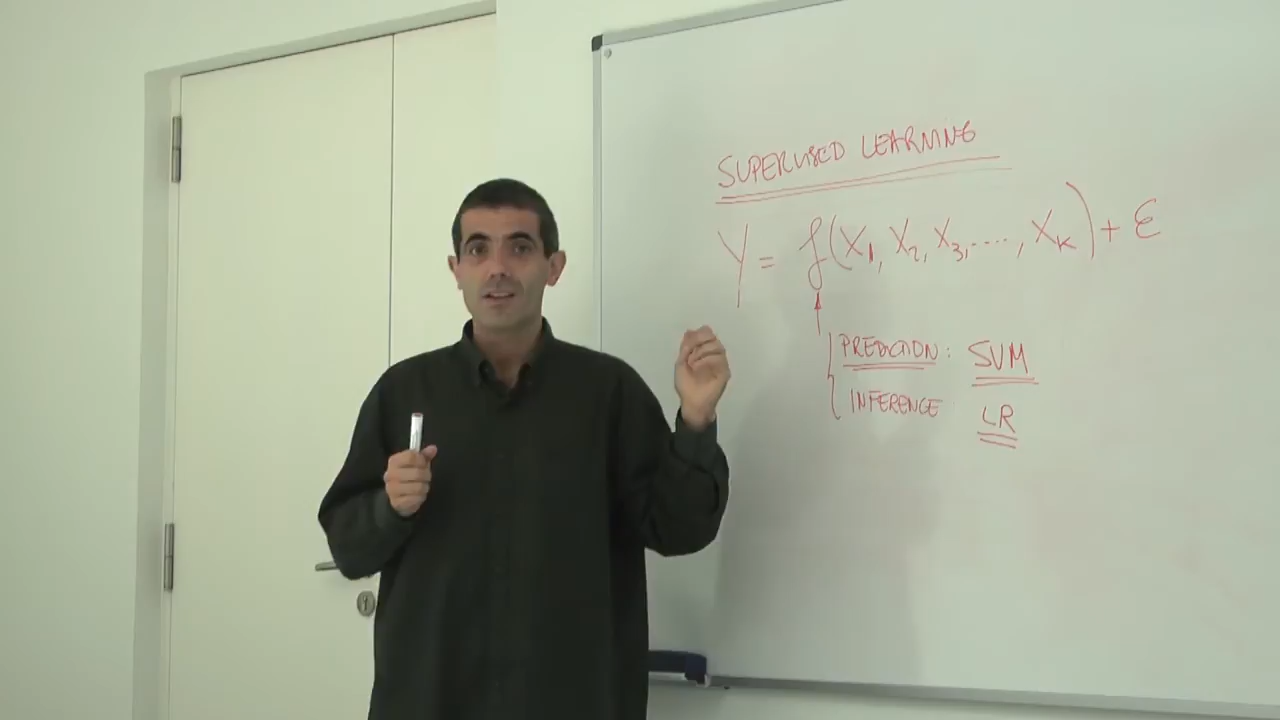 SUPERVISED LEARNING
Y = f(X1, X2, X3, ...., XK) + ε
PREDICTION: SVM
INFERENCE LR